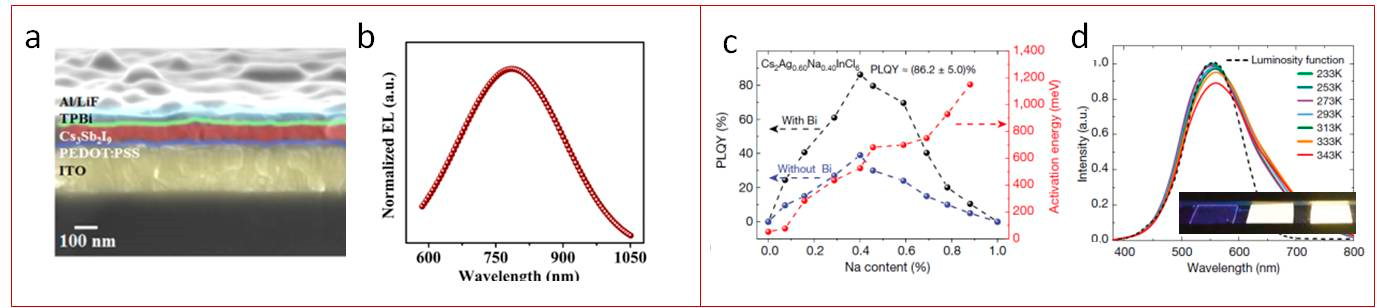 a
Al/LiF
TPBi
Cs3Sb2I9
PEDOT:PSS
ITO
100 nm
b
Normalized EL (a.u.)
600
750
900
1050
Wavelength (nm)
c
Cs2Ag0.60Na0.40InCl6 PLQY = (86.2 ± 5.0)%
With Bi
Without Bi
PLQY (%)
80
60
40
20
0
1,400
1,200
1,000
800
600
400
200
0
Activation energy (meV)
0.0
0.2
0.4
0.6
0.8
1.0
Na content (%)
d
Luminosity function
233K
253K
273K
293K
313K
333K
343K
Intensity (a.u.)
1.0
0.8
0.6
0.4
0.2
0.0
400
500
600
700
800
Wavelength (nm)